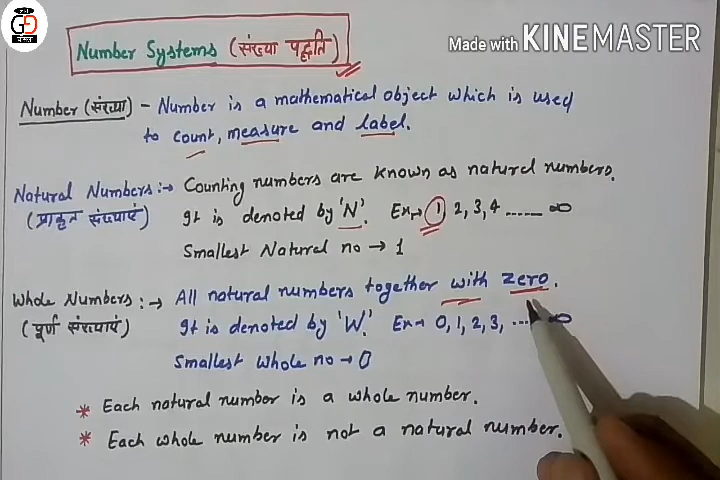 Made with KINEMASTER
Number Systems (संख्या पद्धति)
Number (संख्या) - Number is a mathematical object which is used
to count, measure and label.
Natural Numbers:→ Counting numbers are known as natural numbers.
(प्राकृत संख्याएं) It is denoted by 'N'. Ex→ 1, 2, 3, 4 ...... ∞
Smallest Natural no → 1
Whole Numbers:→ All natural numbers together with zero.
(पूर्ण संख्याएं) It is denoted by 'W'. Ex→ 0, 1, 2, 3, .... ∞
Smallest whole no → 0
* Each natural number is a whole number.
* Each whole number is not a natural number.